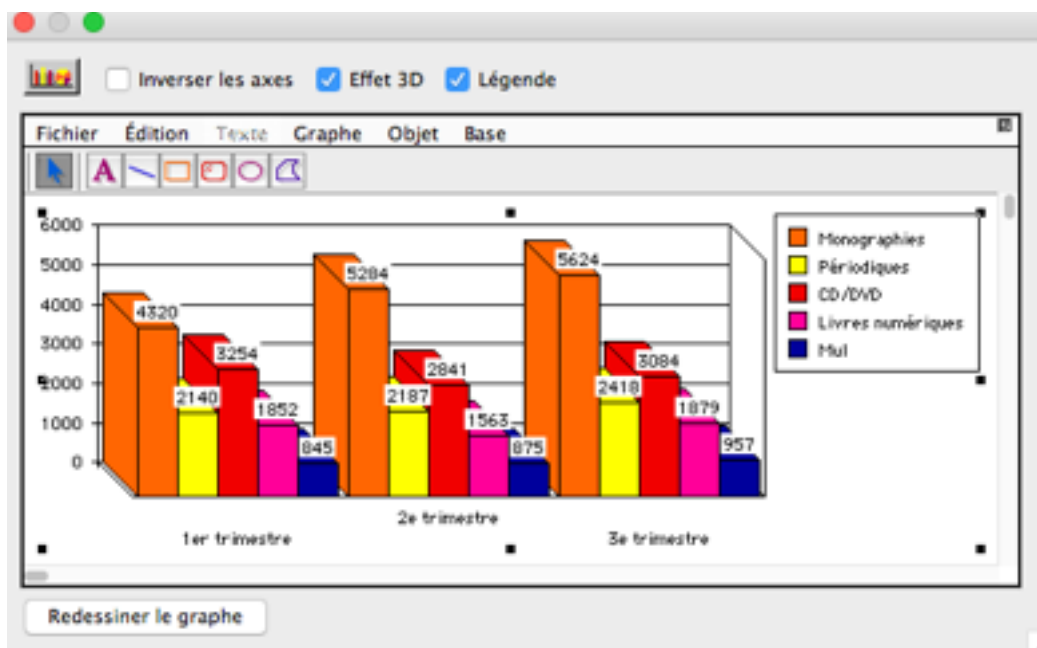 Inverser les axes Effet 3D Légende
Fichier Édition Texte Graphe Objet Base
A
6000
5000
4000
3000
2000
1000
0
4320
2140
3254
1852
845
5284
2187
2841
1563
875
5624
2418
3084
1879
957
1er trimestre
2e trimestre
3e trimestre
Monographies
Périodiques
CD/DVD
Livres numériques
Mul
Redessiner le graphe